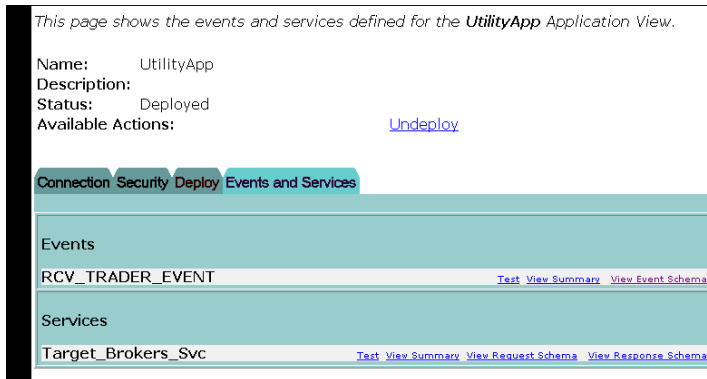 This page shows the events and services defined for the UtilityApp Application View.
Name: UtilityApp
Description:
Status: Deployed
Available Actions: Undeploy
Connection Security Deploy Events and Services
Events
RCV_TRADER_EVENT Test View Summary View Event Schema
Services
Target_Brokers_Svc Test View Summary View Request Schema View Response Schema